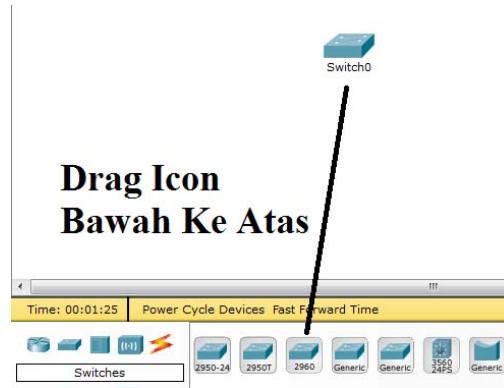 Switch0
Drag Icon
Bawah Ke Atas
Time: 00:01:25 Power Cycle Devices Fast Forward Time
Switches
2950-24 2950T 2960 Generic Generic 3560 24PS Generic